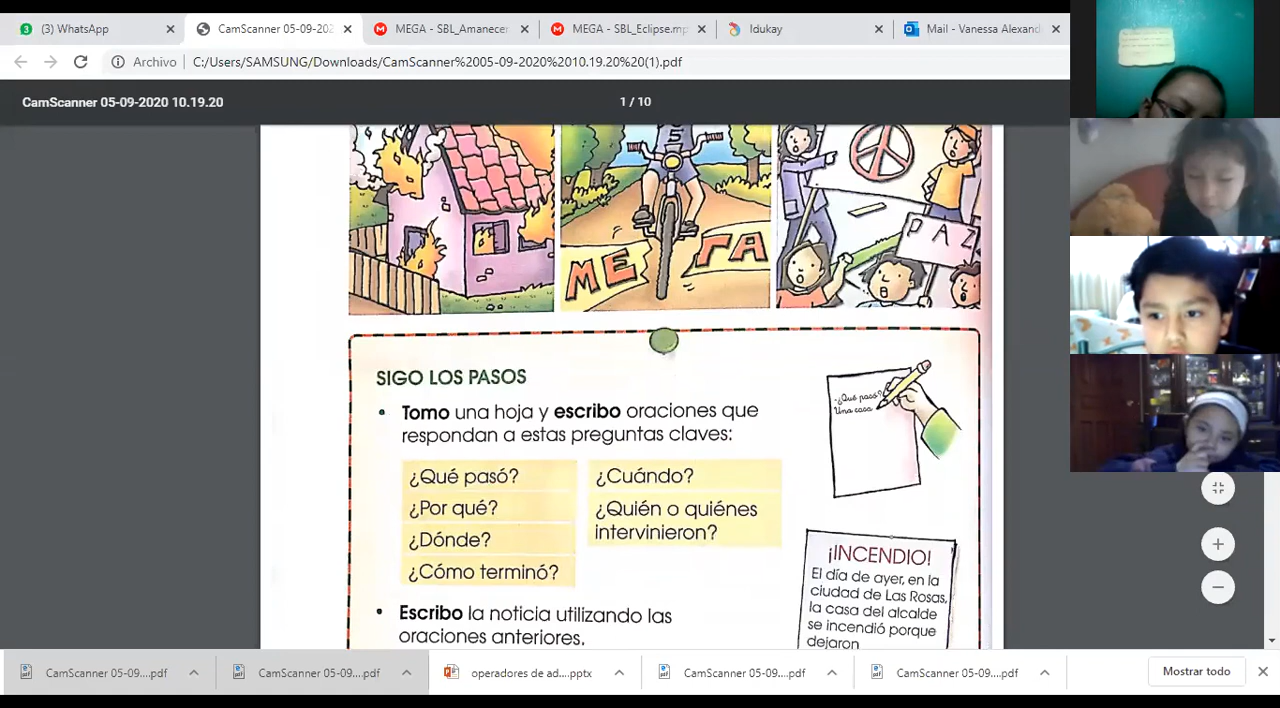 (3) WhatsApp
CamScanner 05-09-202
MEGA - SBL_Amanecer
MEGA - SBL_Eclipse.mp
Idukay
Mail - Vanessa Alexand
Archivo
C:/Users/SAMSUNG/Downloads/CamScanner%2005-09-2020%2010.19.20%20(1).pdf
CamScanner 05-09-2020 10.19.20
1 / 10
5
ME
TA
PAZ
SIGO LOS PASOS
• Tomo una hoja y escribo oraciones que
respondan a estas preguntas claves:
¿Qué pasó?
¿Por qué?
¿Dónde?
¿Cómo terminó?
¿Cuándo?
¿Quién o quiénes
intervinieron?
-¿Qué pasó?
Una casa
• Escribo la noticia utilizando las
oraciones anteriores.
¡INCENDIO!
El día de ayer, en la
ciudad de Las Rosas,
la casa del alcalde
se incendió porque
dejaron
CamScanner 05-09....pdf
CamScanner 05-09....pdf
operadores de ad....pptx
CamScanner 05-09....pdf
CamScanner 05-09....pdf
Mostrar todo